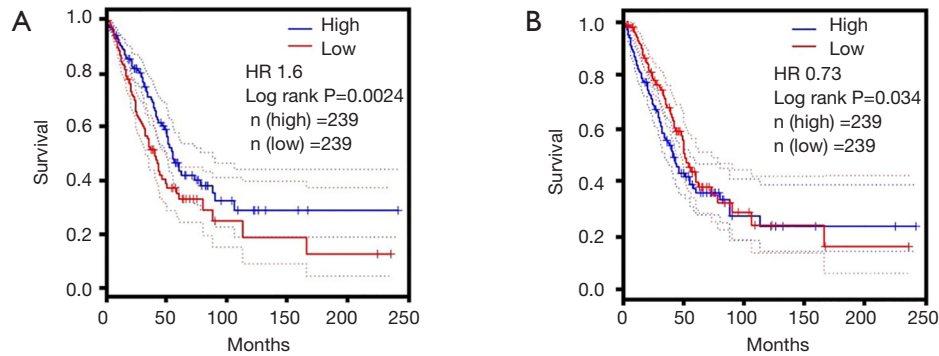 A
Survival
1.0
0.8
0.6
0.4
0.2
0.0
High
Low
HR 1.6
Log rank P=0.0024
n (high) =239
n (low) =239
0 50 100 150 200 250
Months
B
Survival
1.0
0.8
0.6
0.4
0.2
0.0
High
Low
HR 0.73
Log rank P=0.034
n (high) =239
n (low) =239
0 50 100 150 200 250
Months